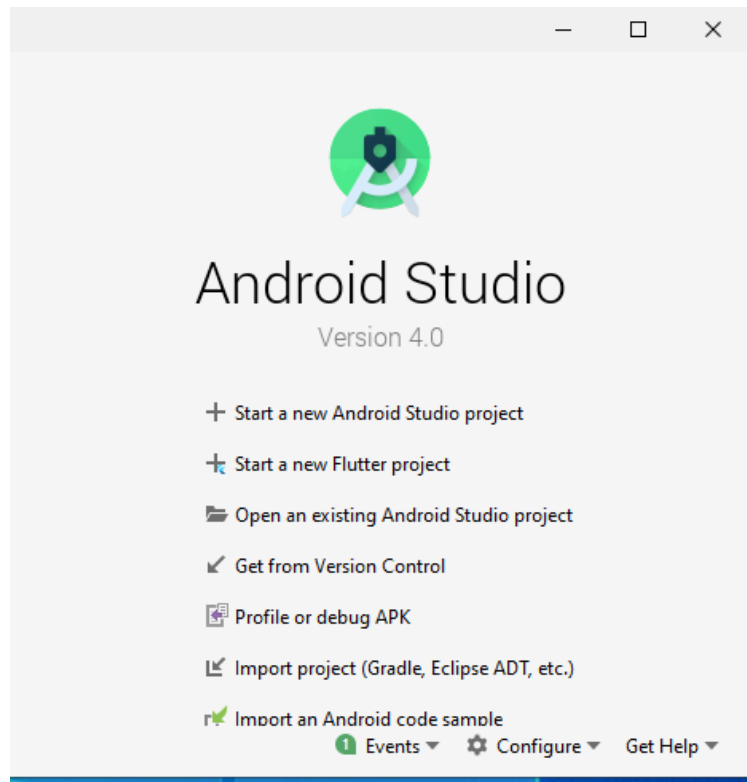 Android Studio
Version 4.0
Start a new Android Studio project
Start a new Flutter project
Open an existing Android Studio project
Get from Version Control
Profile or debug APK
Import project (Gradle, Eclipse ADT, etc.)
Import an Android code sample
1 Events Configure Get Help